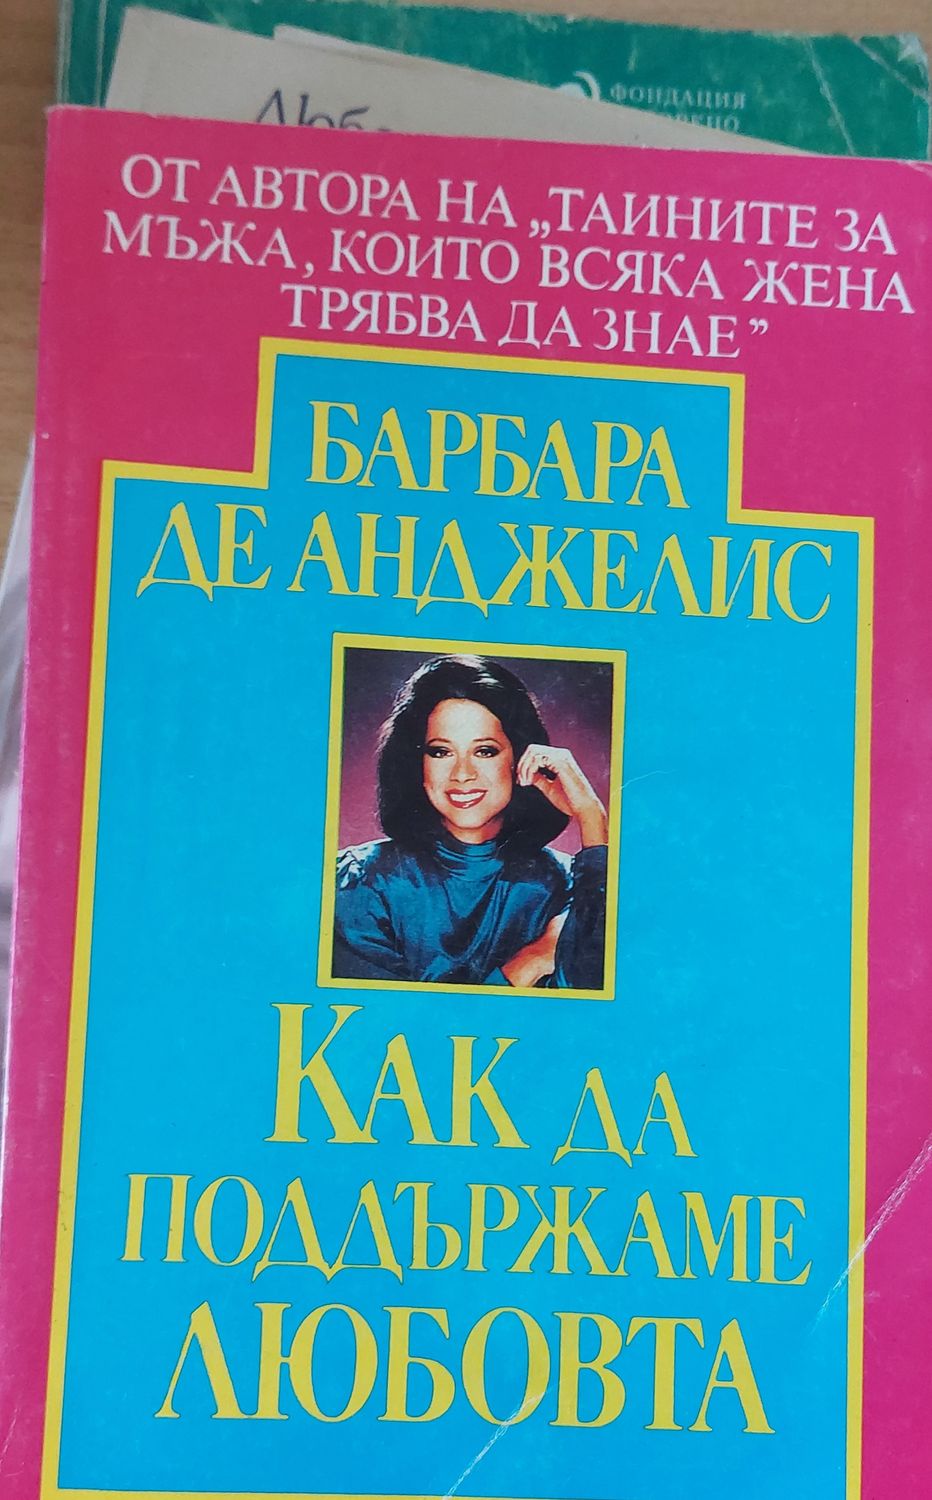 ФОНДАЦИЯ
ОТ АВТОРА НА „ТАИНИТЕ ЗА
МЪЖА, КОИТО ВСЯКА ЖЕНА
ТРЯБВА ДА ЗНАЕ”
БАРБАРА
ДЕ АНДЖЕЛИС
КАК ДА
ПОДДЪРЖАМЕ
ЛЮБОВТА